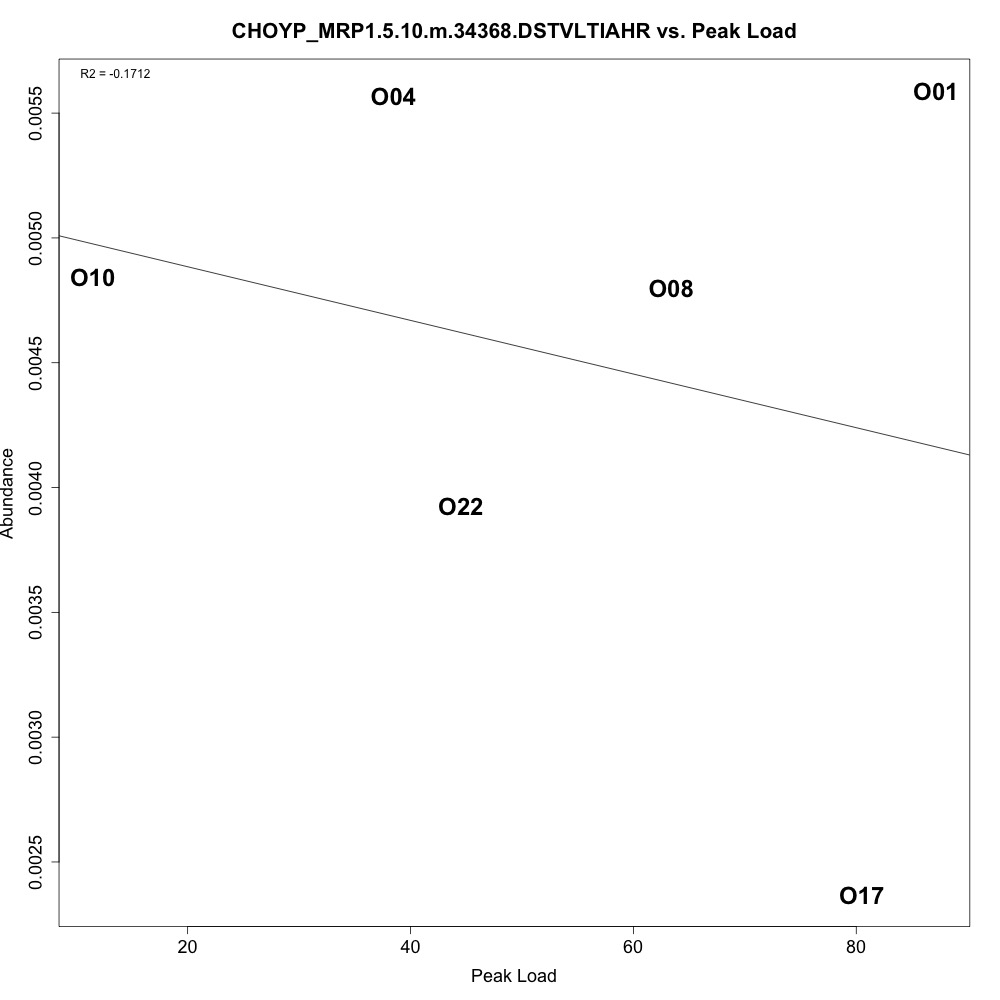 CHOYP_MRP1.5.10.m.34368.DSTVLTIAHR vs. Peak Load
R2 = -0.1712
O04
O01
O10
O08
O22
O17
0.0055
0.0050
0.0045
0.0040
0.0035
0.0030
0.0025
Abundance
20 40 60 80
Peak Load